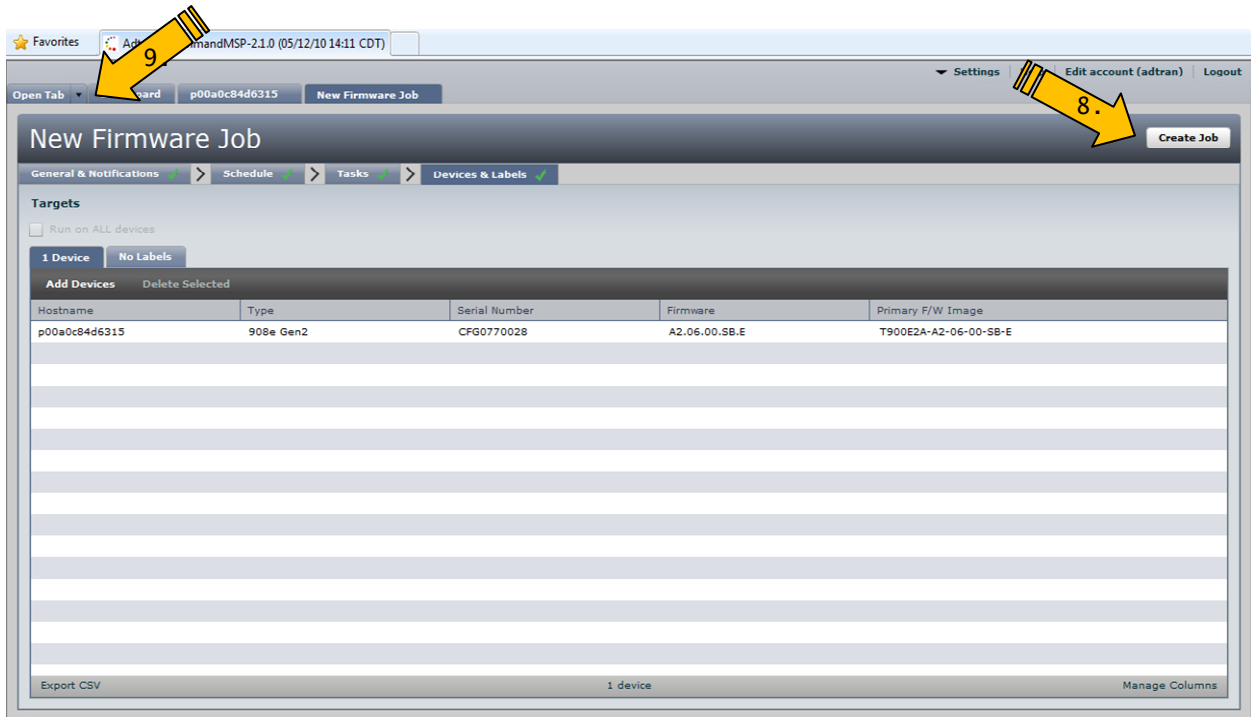 Favorites
Ad mandMSP-2.1.0 (05/12/10 14:11 CDT)
9.
Settings Edit account (adtran) Logout
8.
Open Tab p00a0c84d6315 New Firmware Job
New Firmware Job
Create Job
General & Notifications Schedule Tasks Devices & Labels
Targets
Run on ALL devices
1 Device No Labels
Add Devices Delete Selected
Hostname Type Serial Number Firmware Primary F/W Image
p00a0c84d6315 908e Gen2 CFG0770028 A2.06.00.SB.E T900E2A-A2-06-00-SB-E
Export CSV 1 device Manage Columns